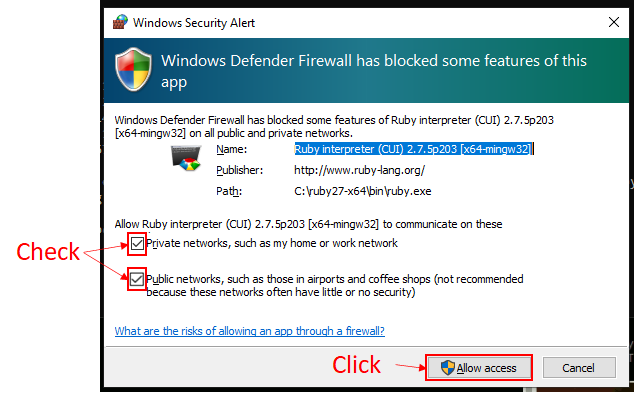 Windows Security Alert
Windows Defender Firewall has blocked some features of this
app
Windows Defender Firewall has blocked some features of Ruby interpreter (CUI) 2.7.5p203
[x64-mingw32] on all public and private networks.
Name: Ruby interpreter (CUI) 2.7.5p203 [x64-mingw32]
Publisher: http://www.ruby-lang.org/
Path: C:\ruby27-x64\bin\ruby.exe
Allow Ruby interpreter (CUI) 2.7.5p203 [x64-mingw32] to communicate on these
Check
Private networks, such as my home or work network
Public networks, such as those in airports and coffee shops (not recommended
because these networks often have little or no security)
What are the risks of allowing an app through a firewall?
Click
Allow access
Cancel